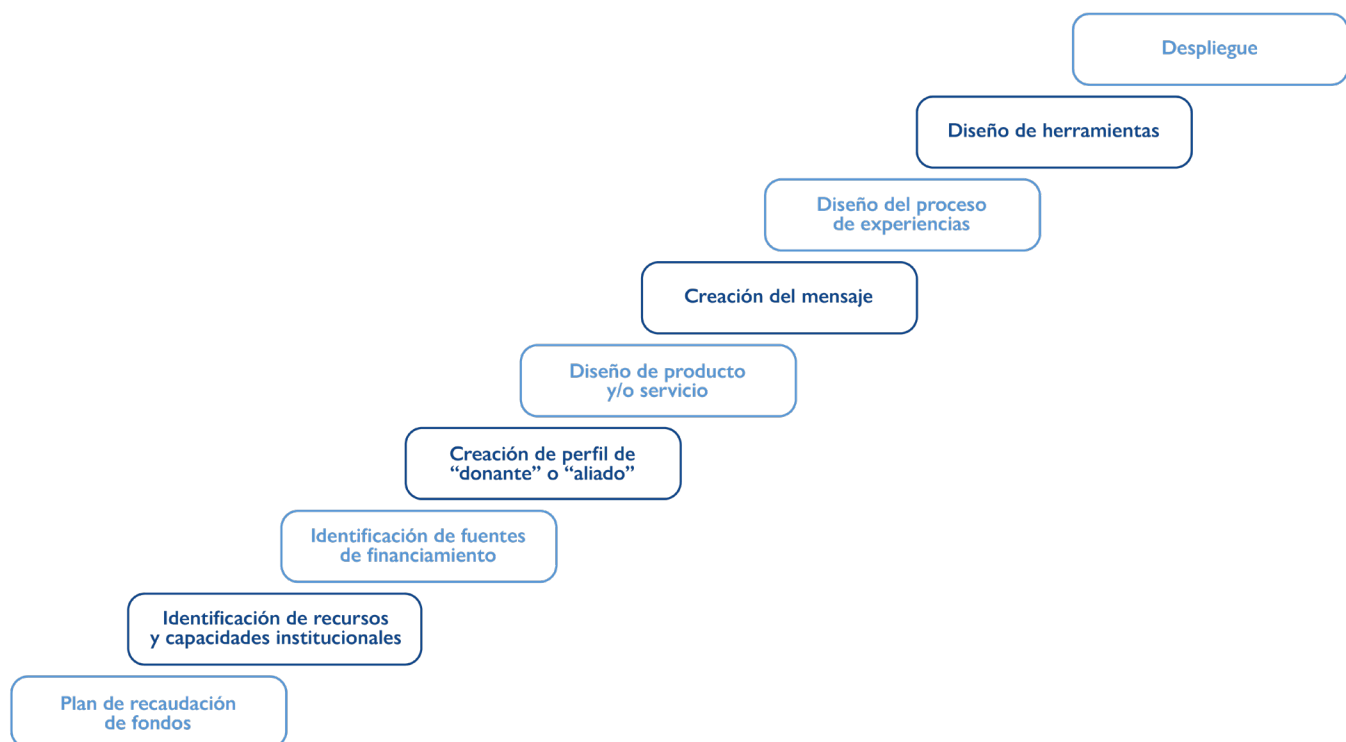 Despliegue
Diseño de herramientas
Diseño del proceso
de experiencias
Creación del mensaje
Diseño de producto
y/o servicio
Creación de perfil de
“donante” o “aliado”
Identificación de fuentes
de financiamiento
Identificación de recursos
y capacidades institucionales
Plan de recaudación
de fondos